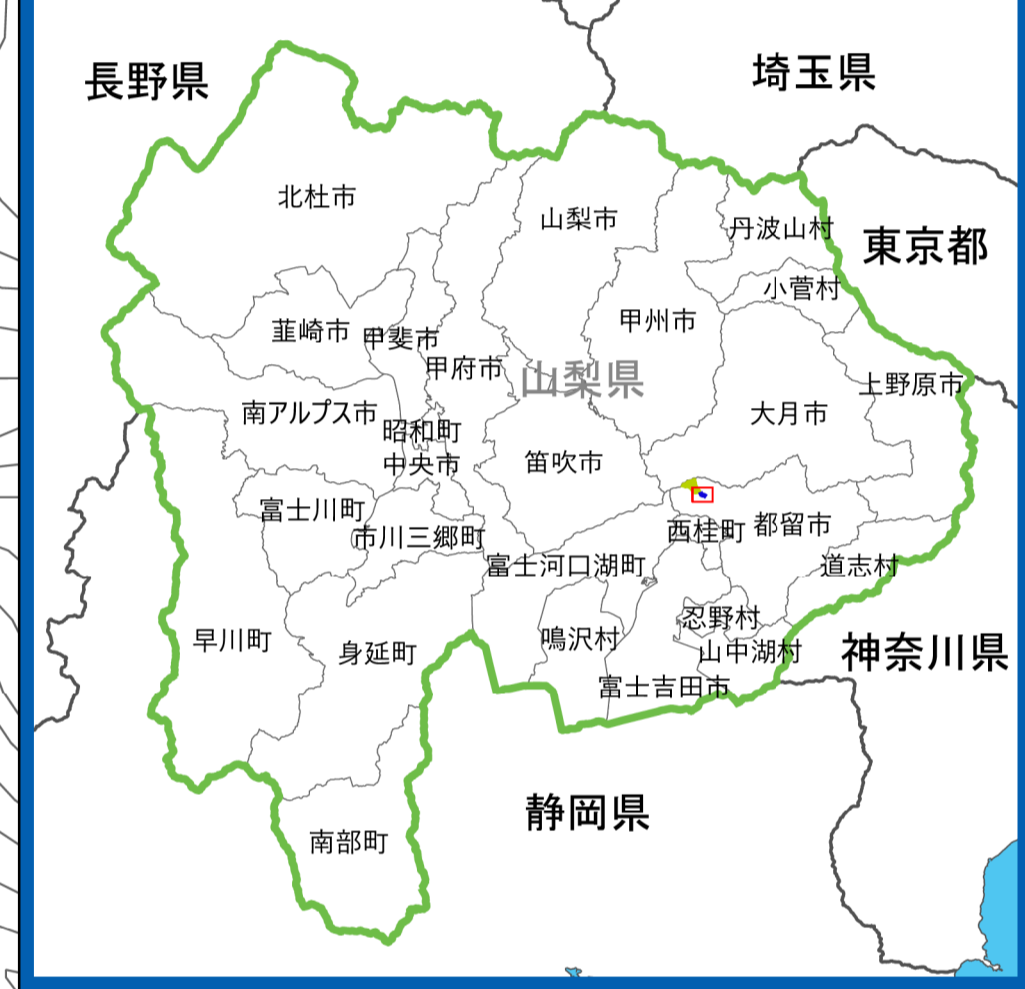 埼玉県
長野県
北杜市
山梨市
丹波山村
東京都
小菅村
甲州市
韮崎市
甲斐市
甲府市
山梨県
上野原市
南アルプス市
大月市
昭和町
中央市
笛吹市
富士川町
都留市
西桂町
市川三郷町
富士河口湖町
道志村
忍野村
早川町
鳴沢村
身延町
山中湖村
神奈川県
富士吉田市
静岡県
南部町